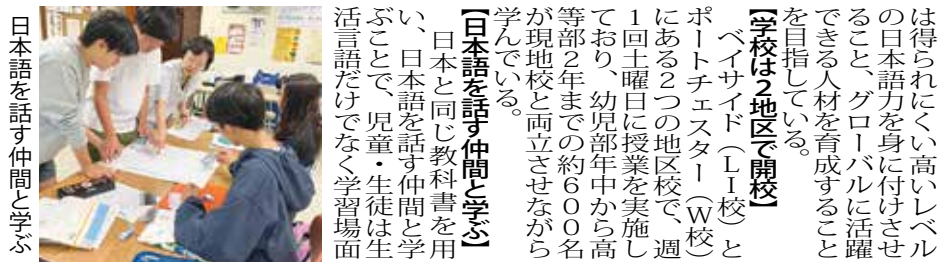 は得られにくい高いレベル
の日本語力を身に付けさせ
ること、グローバルに活躍
できる人材を育成すること
を目指している。
【学校は2地区で開校】
ベイサイド（LI校）と
ポートチェスター（W校）
にある2つの地区校で、週
1回土曜日に授業を実施し
ており、幼児部年中から高
等部2年までの約600名
が現地校と両立させながら
学んでいる。
【日本語を話す仲間と学ぶ】
日本と同じ教科書を用
い、日本語を話す仲間と学
ぶことで、児童・生徒は生
活言語だけでなく学習場面
日本語を話す仲間と学ぶ